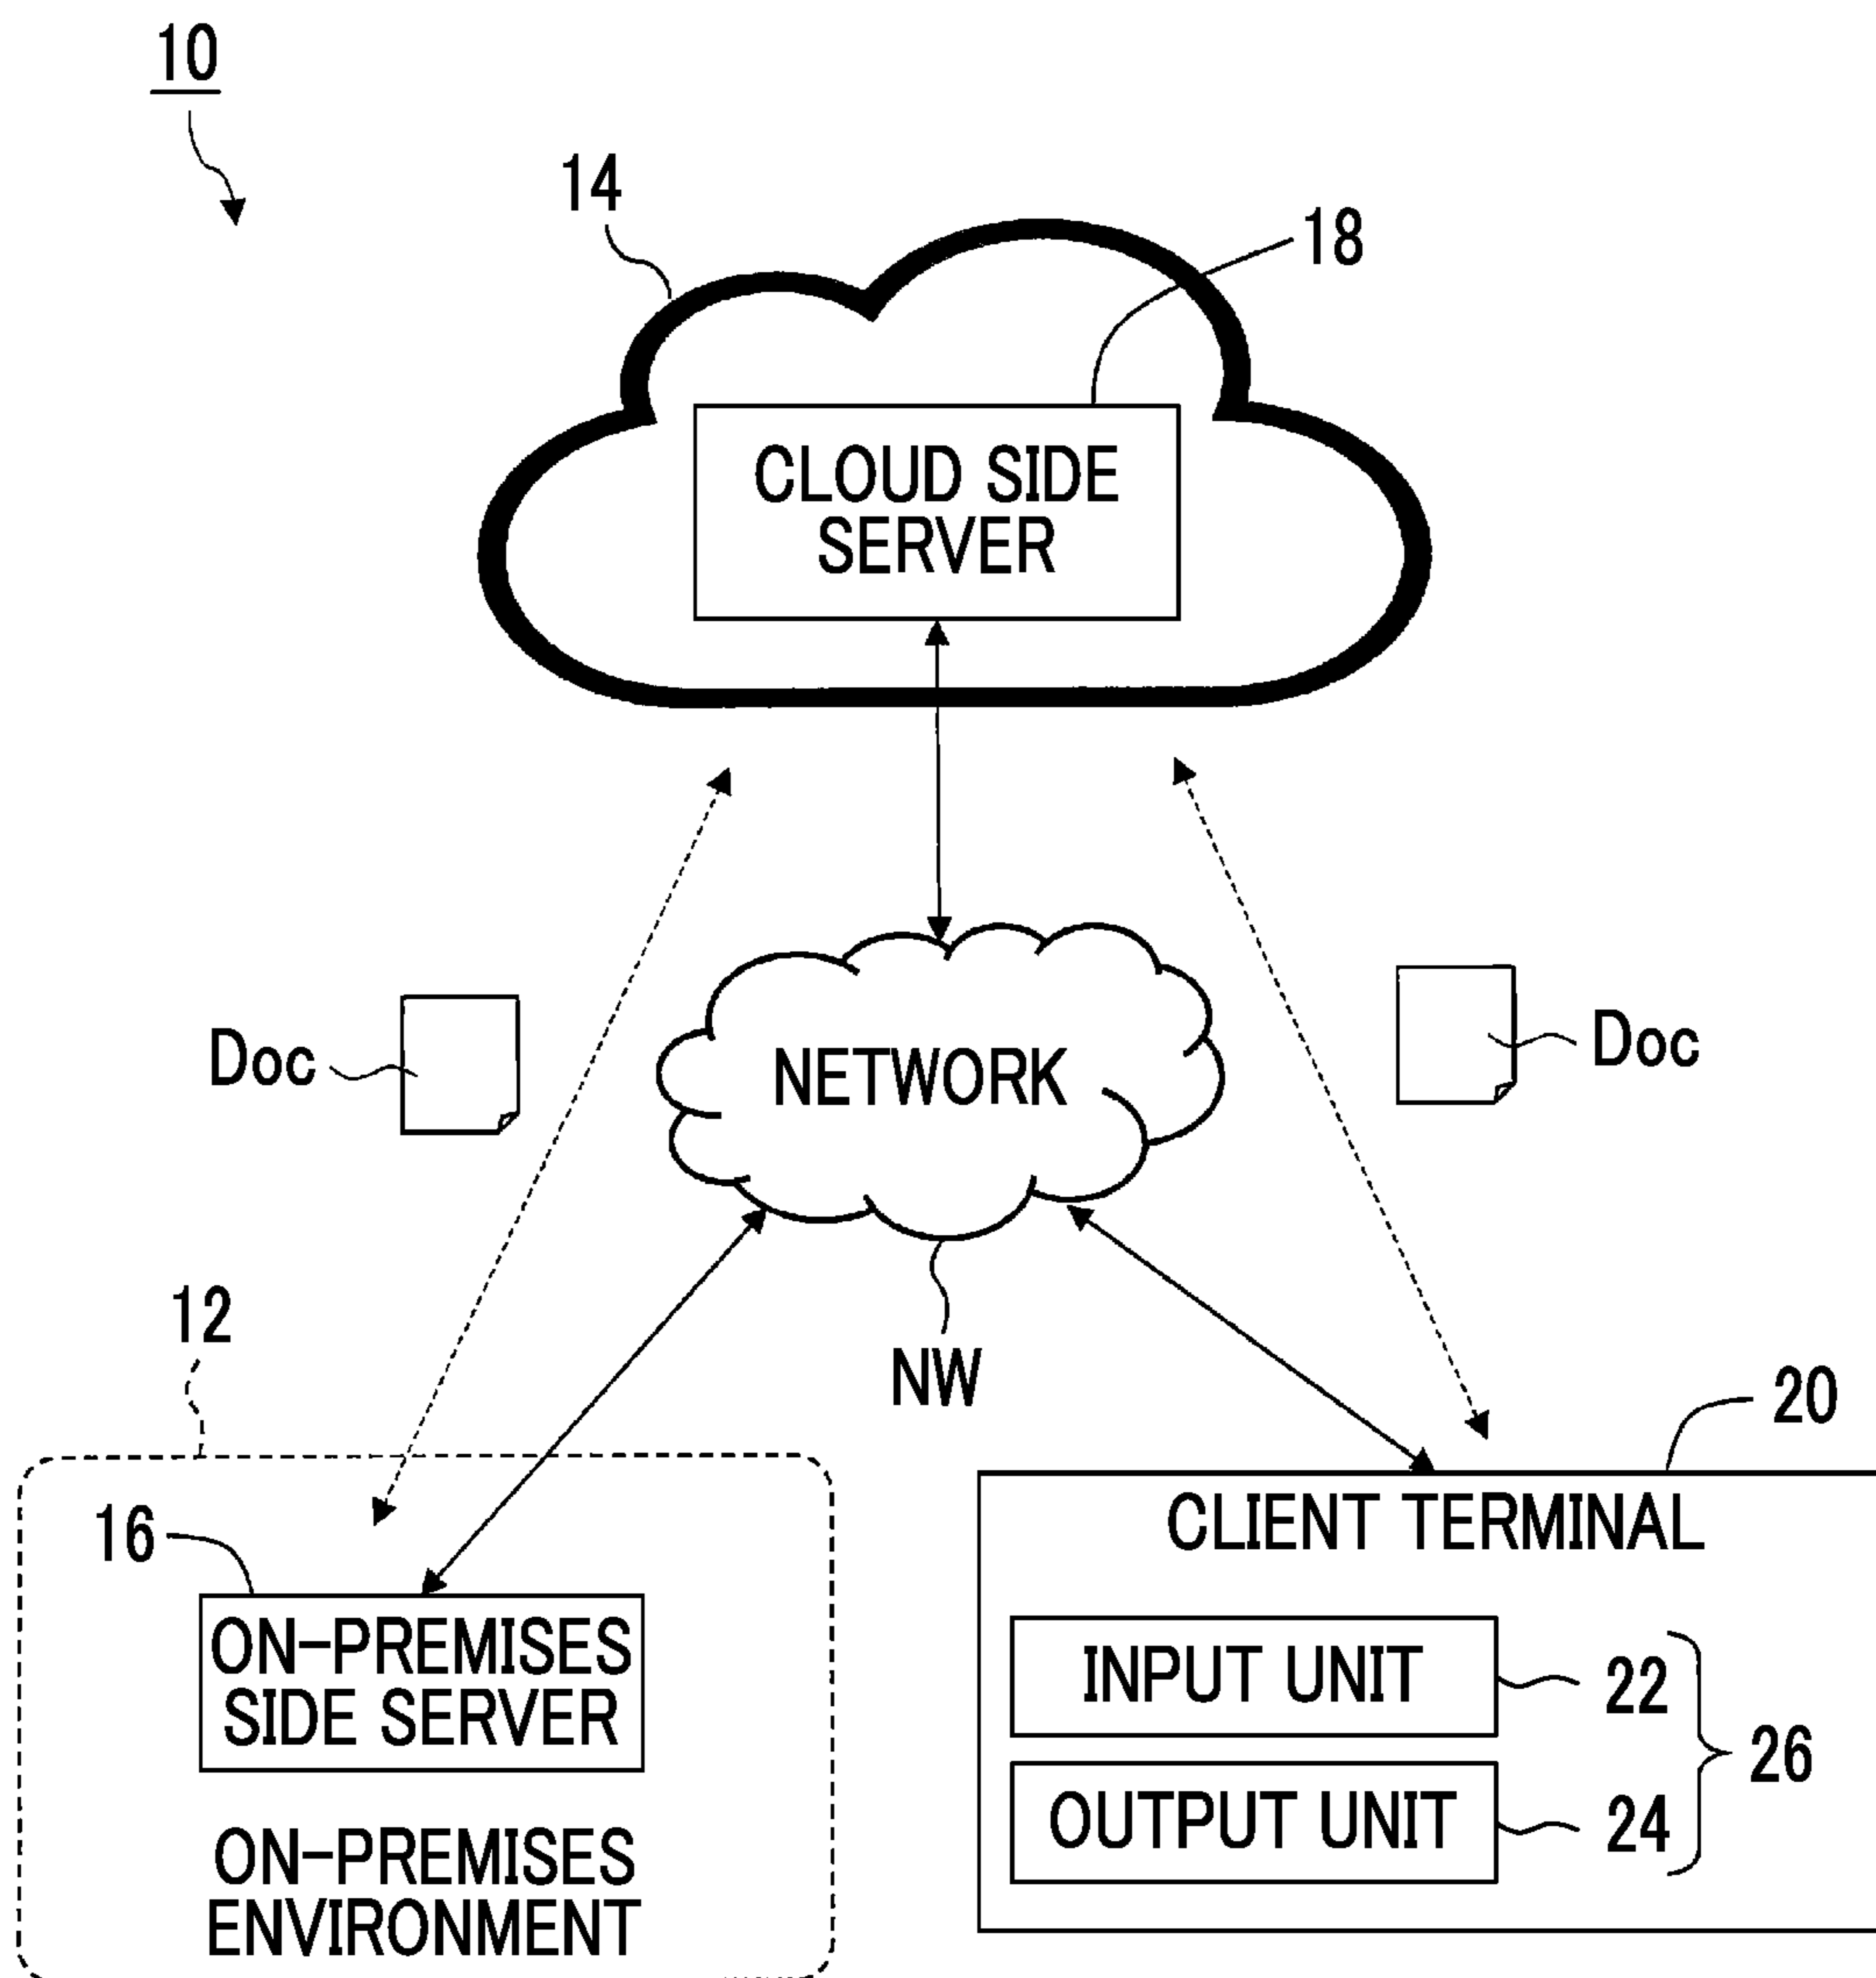 10
14
18
CLOUD SIDE
SERVER
Doc
NETWORK
Doc
12
NW
20
16
CLIENT TERMINAL
ON-PREMISES
SIDE SERVER
INPUT UNIT
22
26
OUTPUT UNIT
24
ON-PREMISES
ENVIRONMENT